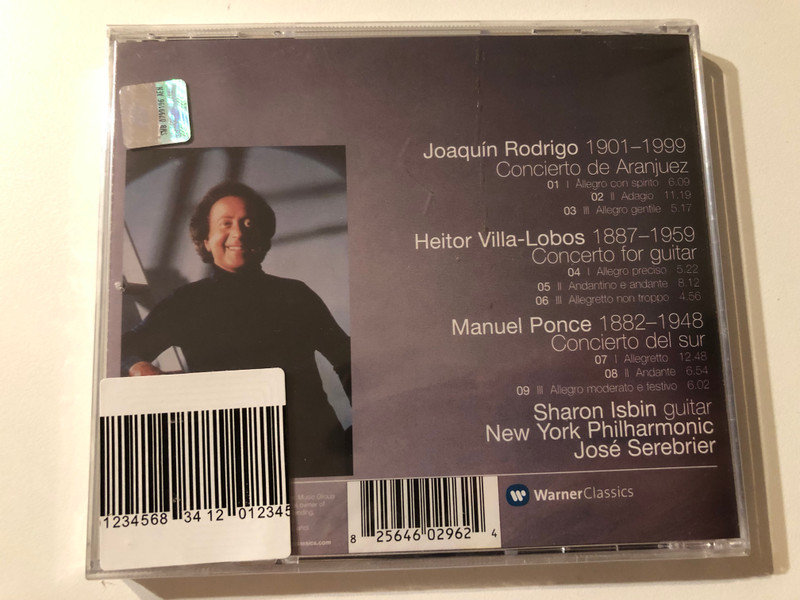 Joaquín Rodrigo 1901–1999
Concierto de Aranjuez
01 I Allegro con spirito 6.09
02 II Adagio 11.19
03 III Allegro gentile 5.17
Heitor Villa-Lobos 1887–1959
Concerto for guitar
04 I Allegro preciso 5.22
05 II Andantino e andante 8.12
06 III Allegretto non troppo 4.56
Manuel Ponce 1882–1948
Concierto del sur
07 I Allegretto 12.48
08 II Andante 6.54
09 III Allegro moderato e festivo 6.02
Sharon Isbin guitar
New York Philharmonic
José Serebrier
Music Group
WarnerClassics
8 25646 02962 4
1234568 34 12 012345